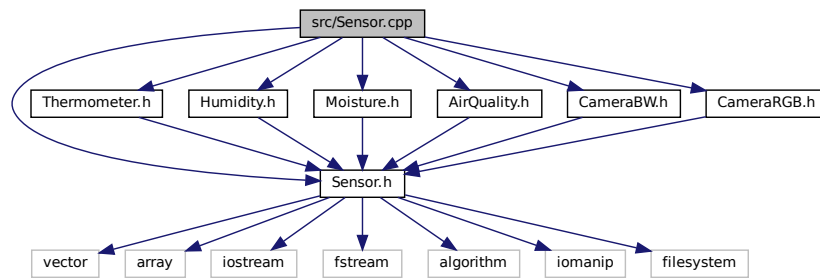 src/Sensor.cpp
Thermometer.h
Humidity.h
Moisture.h
AirQuality.h
CameraBW.h
CameraRGB.h
Sensor.h
vector
array
iostream
fstream
algorithm
iomanip
filesystem